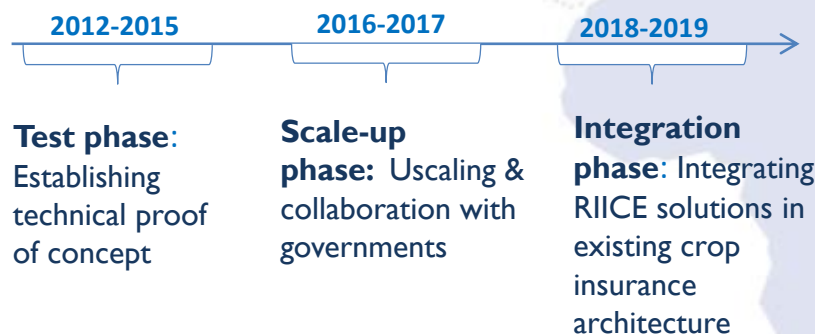 2012-2015
2016-2017
2018-2019
Test phase:
Establishing
technical proof
of concept
Scale-up
phase: Uscaling &
collaboration with
governments
Integration
phase: Integrating
RIICE solutions in
existing crop
insurance
architecture